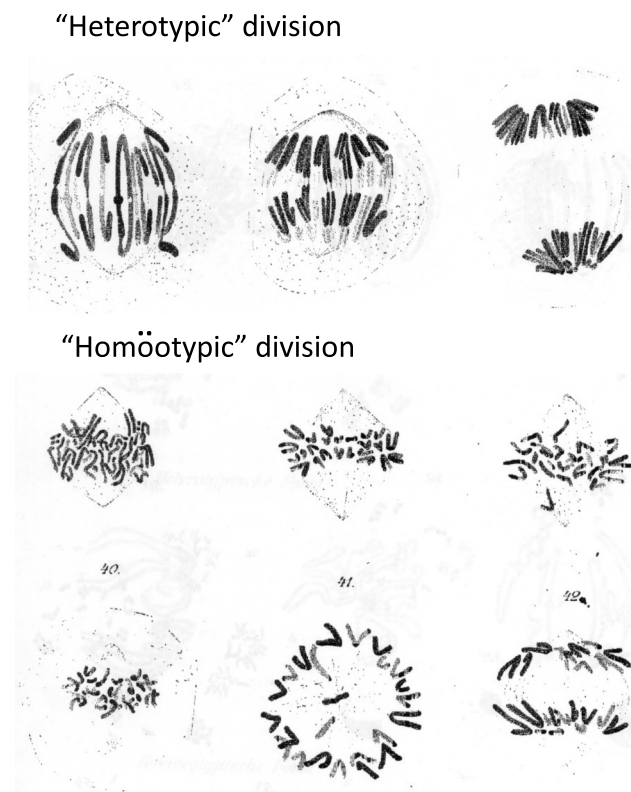 “Heterotypic” division
“Homöotypic” division
40.
41.
42.